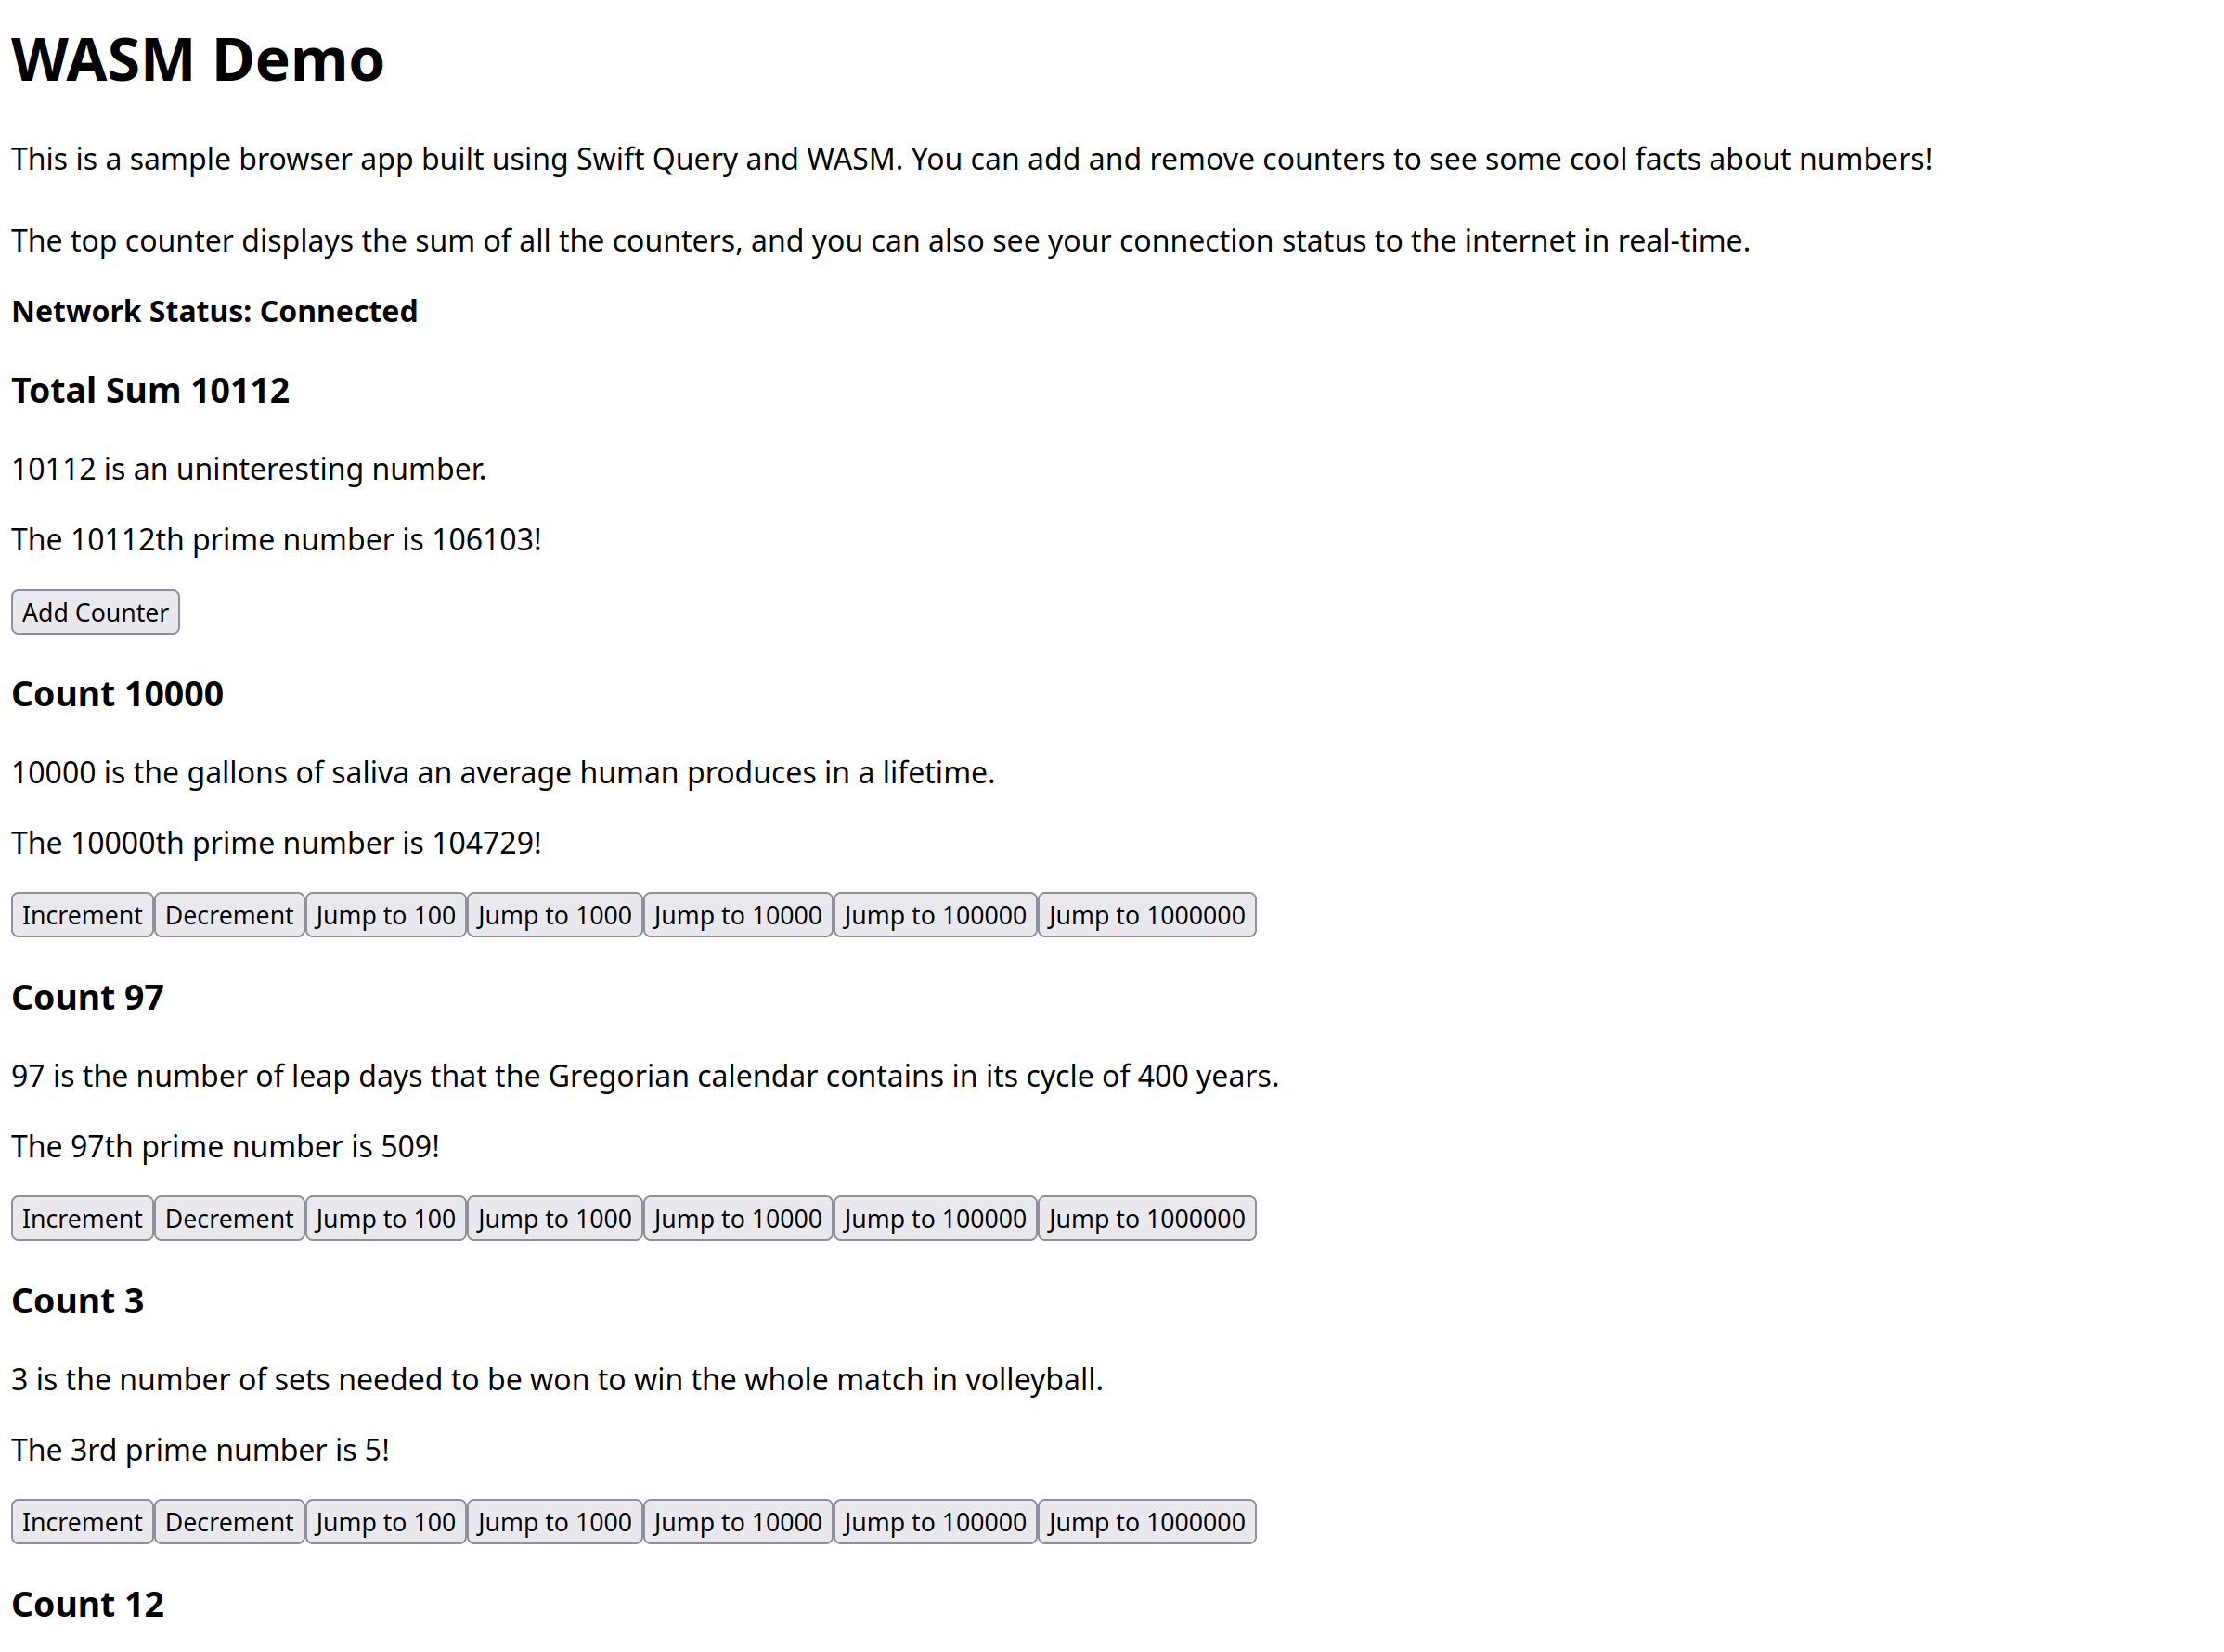 WASM Demo
This is a sample browser app built using Swift Query and WASM. You can add and remove counters to see some cool facts about numbers!
The top counter displays the sum of all the counters, and you can also see your connection status to the internet in real-time.
Network Status: Connected
Total Sum 10112
10112 is an uninteresting number.
The 10112th prime number is 106103!
Add Counter
Count 10000
10000 is the gallons of saliva an average human produces in a lifetime.
The 10000th prime number is 104729!
Increment Decrement Jump to 100 Jump to 1000 Jump to 10000 Jump to 100000 Jump to 1000000
Count 97
97 is the number of leap days that the Gregorian calendar contains in its cycle of 400 years.
The 97th prime number is 509!
Increment Decrement Jump to 100 Jump to 1000 Jump to 10000 Jump to 100000 Jump to 1000000
Count 3
3 is the number of sets needed to be won to win the whole match in volleyball.
The 3rd prime number is 5!
Increment Decrement Jump to 100 Jump to 1000 Jump to 10000 Jump to 100000 Jump to 1000000
Count 12